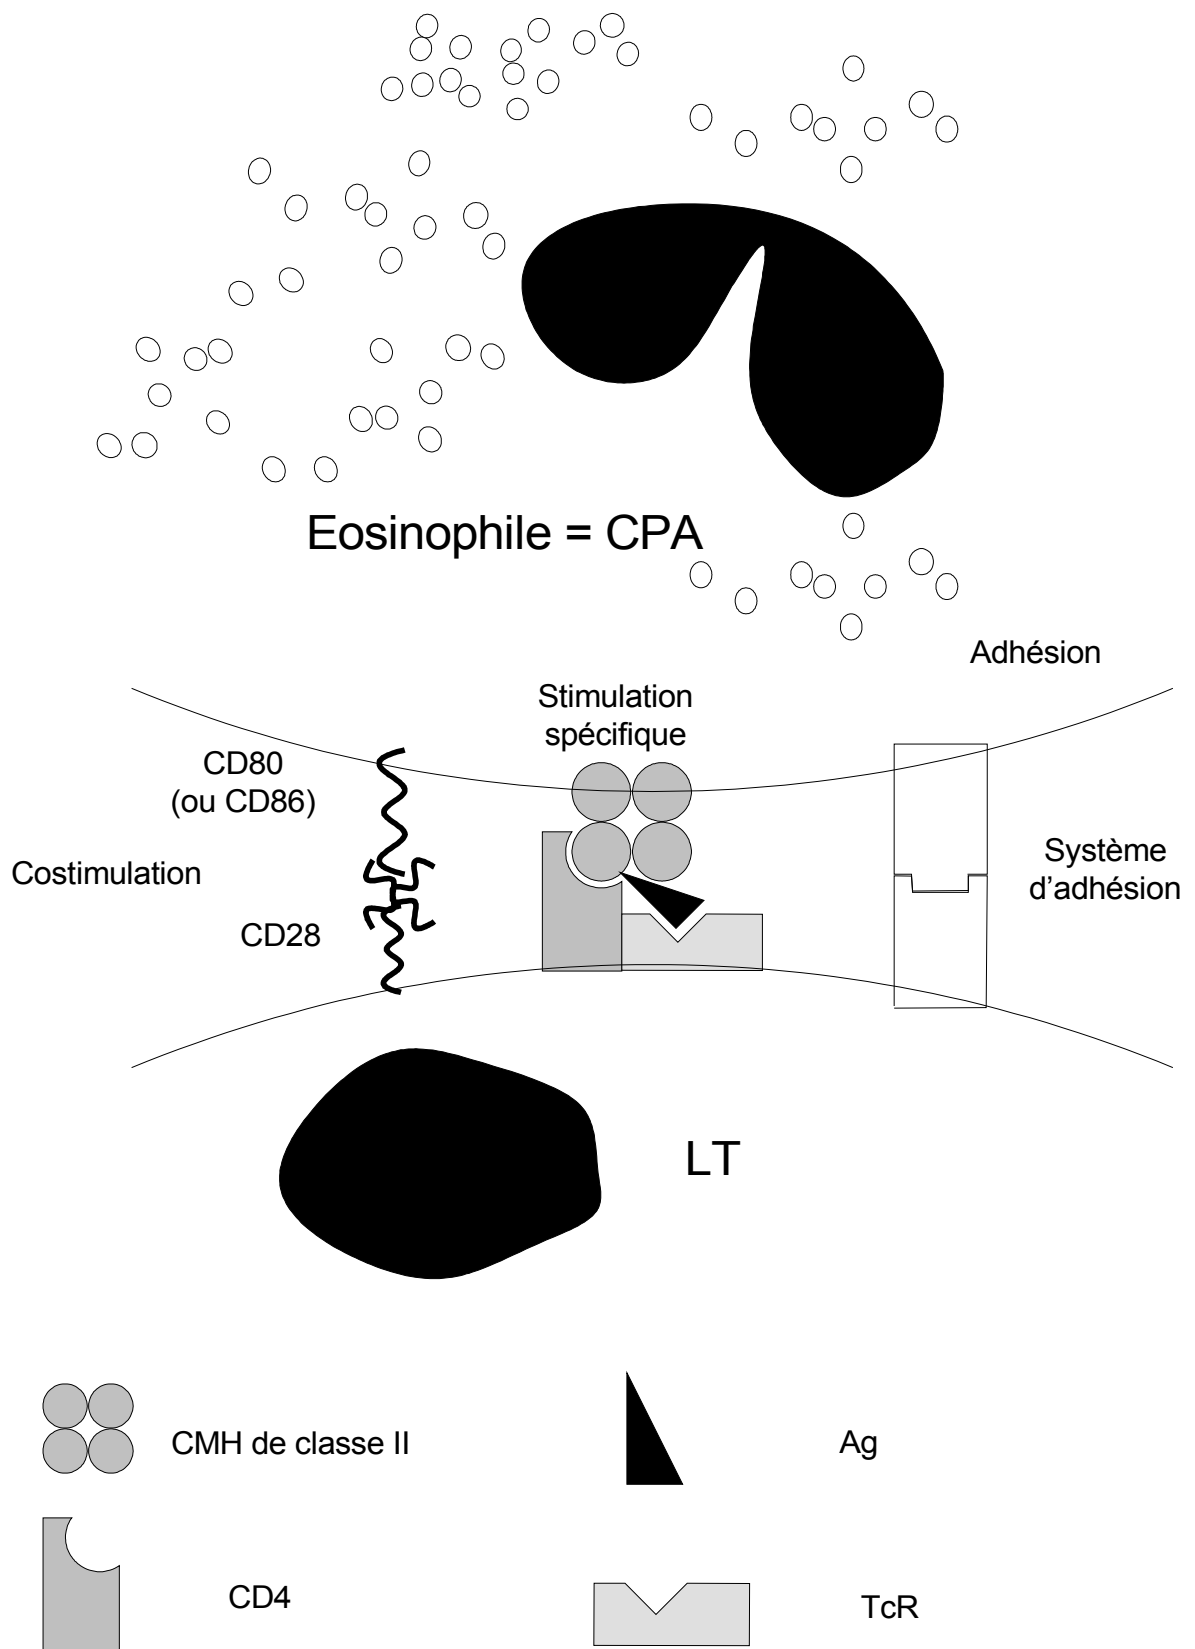 Eosinophile = CPA
Adhésion
Stimulation
spécifique
CD80
(ou CD86)
Costimulation
CD28
Système
d'adhésion
LT
CMH de classe II
Ag
CD4
TcR